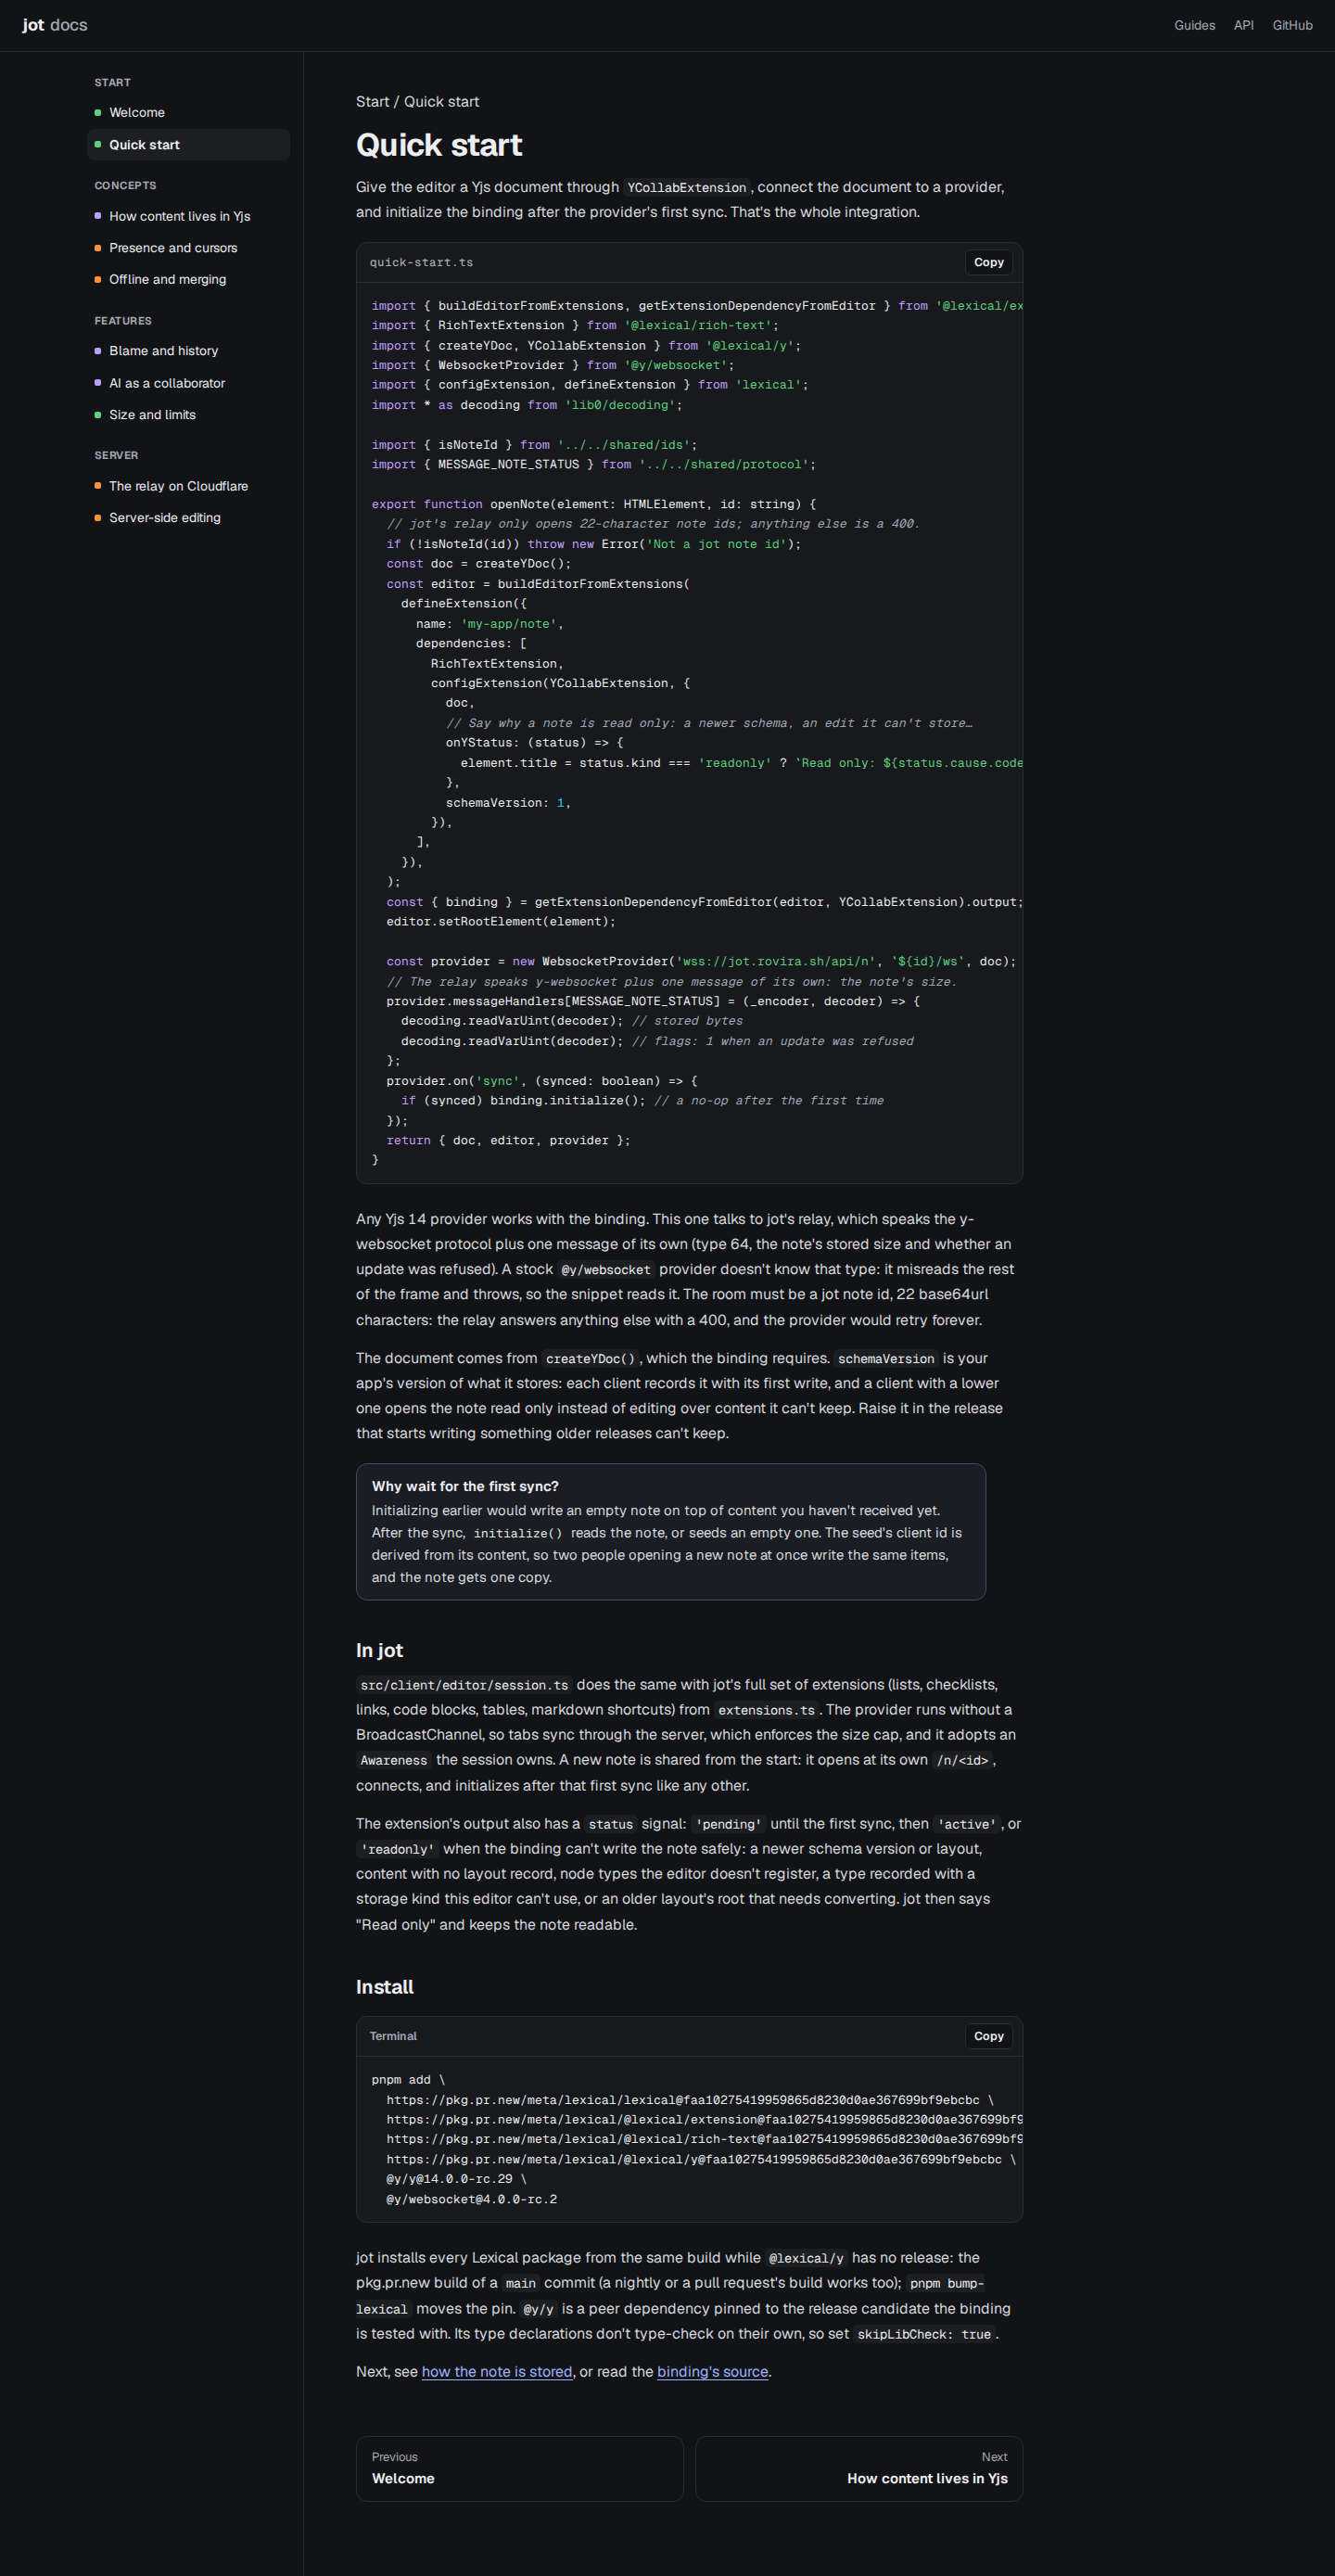 jot docs
Guides API GitHub
START
Welcome
Quick start
CONCEPTS
How content lives in Yjs
Presence and cursors
Offline and merging
FEATURES
Blame and history
AI as a collaborator
Size and limits
SERVER
The relay on Cloudflare
Server-side editing
Start / Quick start
Quick start
Give the editor a Yjs document through YCollabExtension, connect the document to a provider,
and initialize the binding after the provider's first sync. That's the whole integration.
quick-start.ts
Copy
import { buildEditorFromExtensions, getExtensionDependencyFromEditor } from '@lexical/ex
import { RichTextExtension } from '@lexical/rich-text';
import { createYDoc, YCollabExtension } from '@lexical/y';
import { WebsocketProvider } from '@y/websocket';
import { configExtension, defineExtension } from 'lexical';
import * as decoding from 'lib0/decoding';
import { isNoteId } from '../../shared/ids';
import { MESSAGE_NOTE_STATUS } from '../../shared/protocol';
export function openNote(element: HTMLElement, id: string) {
  // jot's relay only opens 22-character note ids; anything else is a 400.
  if (!isNoteId(id)) throw new Error('Not a jot note id');
  const doc = createYDoc();
  const editor = buildEditorFromExtensions(
    defineExtension({
      name: 'my-app/note',
      dependencies: [
        RichTextExtension,
        configExtension(YCollabExtension, {
          doc,
          // Say why a note is read only: a newer schema, an edit it can't store…
          onYStatus: (status) => {
            element.title = status.kind === 'readonly' ? `Read only: ${status.cause.code
          },
          schemaVersion: 1,
        }),
      ],
    }),
  );
  const { binding } = getExtensionDependencyFromEditor(editor, YCollabExtension).output;
  editor.setRootElement(element);
  const provider = new WebsocketProvider('wss://jot.rovira.sh/api/n', `${id}/ws`, doc);
  // The relay speaks y-websocket plus one message of its own: the note's size.
  provider.messageHandlers[MESSAGE_NOTE_STATUS] = (_encoder, decoder) => {
    decoding.readVarUint(decoder); // stored bytes
    decoding.readVarUint(decoder); // flags: 1 when an update was refused
  };
  provider.on('sync', (synced: boolean) => {
    if (synced) binding.initialize(); // a no-op after the first time
  });
  return { doc, editor, provider };
}
Any Yjs 14 provider works with the binding. This one talks to jot's relay, which speaks the y-
websocket protocol plus one message of its own (type 64, the note's stored size and whether an
update was refused). A stock @y/websocket provider doesn't know that type: it misreads the rest
of the frame and throws, so the snippet reads it. The room must be a jot note id, 22 base64url
characters: the relay answers anything else with a 400, and the provider would retry forever.
The document comes from createYDoc(), which the binding requires. schemaVersion is your
app's version of what it stores: each client records it with its first write, and a client with a lower
one opens the note read only instead of editing over content it can't keep. Raise it in the release
that starts writing something older releases can't keep.
Why wait for the first sync?
Initializing earlier would write an empty note on top of content you haven't received yet.
After the sync, initialize() reads the note, or seeds an empty one. The seed's client id is
derived from its content, so two people opening a new note at once write the same items,
and the note gets one copy.
In jot
src/client/editor/session.ts does the same with jot's full set of extensions (lists, checklists,
links, code blocks, tables, markdown shortcuts) from extensions.ts. The provider runs without a
BroadcastChannel, so tabs sync through the server, which enforces the size cap, and it adopts an
Awareness the session owns. A new note is shared from the start: it opens at its own /n/<id>,
connects, and initializes after that first sync like any other.
The extension's output also has a status signal: 'pending' until the first sync, then 'active', or
'readonly' when the binding can't write the note safely: a newer schema version or layout,
content with no layout record, node types the editor doesn't register, a type recorded with a
storage kind this editor can't use, or an older layout's root that needs converting. jot then says
"Read only" and keeps the note readable.
Install
Terminal
Copy
pnpm add \
  https://pkg.pr.new/meta/lexical/lexical@faa10275419959865d8230d0ae367699bf9ebcbc \
  https://pkg.pr.new/meta/lexical/@lexical/extension@faa10275419959865d8230d0ae367699bf9
  https://pkg.pr.new/meta/lexical/@lexical/rich-text@faa10275419959865d8230d0ae367699bf9
  https://pkg.pr.new/meta/lexical/@lexical/y@faa10275419959865d8230d0ae367699bf9ebcbc \
  @y/y@14.0.0-rc.29 \
  @y/websocket@4.0.0-rc.2
jot installs every Lexical package from the same build while @lexical/y has no release: the
pkg.pr.new build of a main commit (a nightly or a pull request's build works too); pnpm bump-
lexical moves the pin. @y/y is a peer dependency pinned to the release candidate the binding
is tested with. Its type declarations don't type-check on their own, so set skipLibCheck: true.
Next, see how the note is stored, or read the binding's source.
Previous
Welcome
Next
How content lives in Yjs